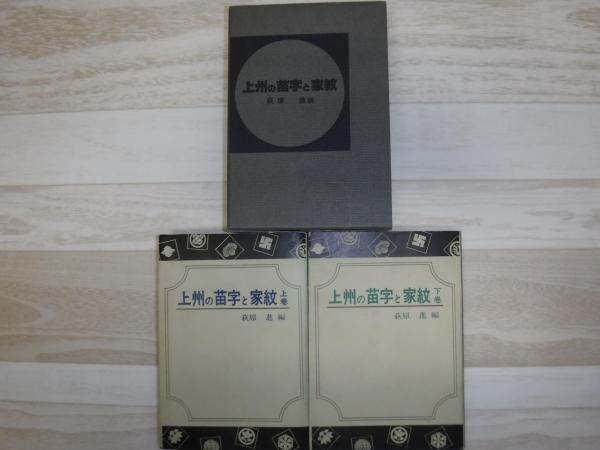 上州の苗字と家紋
萩原 進編
上州の苗字と家紋 上巻
萩原 進 編
上州の苗字と家紋 下巻
萩原 進 編